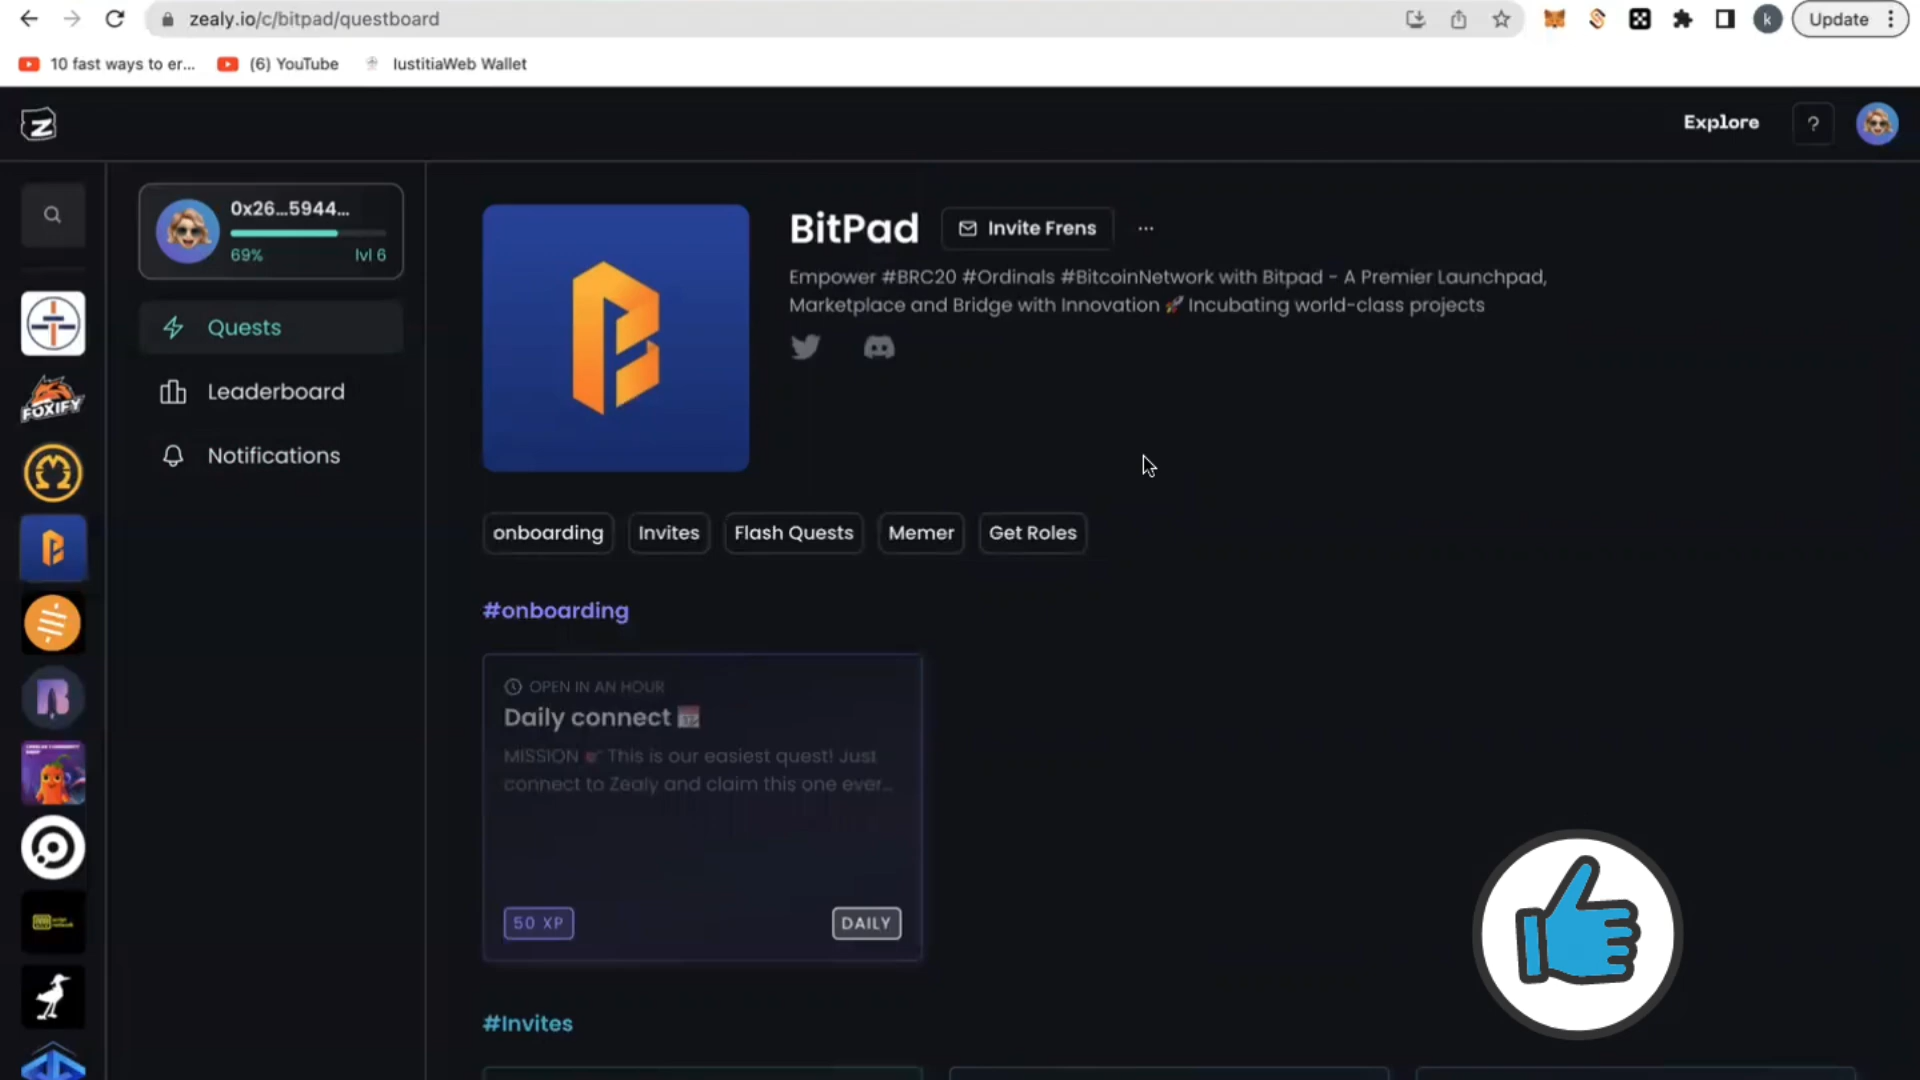 zealy.io/c/bitpad/questboard
k
Update
10 fast ways to er...
(6) YouTube
IustitiaWeb Wallet
Explore
?
0x26...5944...
69%
lvl 6
Quests
Leaderboard
Notifications
FOXIFY
BitPad
Invite Frens
...
Empower #BRC20 #Ordinals #BitcoinNetwork with Bitpad - A Premier Launchpad,
Marketplace and Bridge with Innovation 🚀 Incubating world-class projects
onboarding
Invites
Flash Quests
Memer
Get Roles
#onboarding
OPEN IN AN HOUR
Daily connect
MISSION This is our easiest quest! Just
connect to Zealy and claim this one ever...
50 XP
DAILY
#Invites